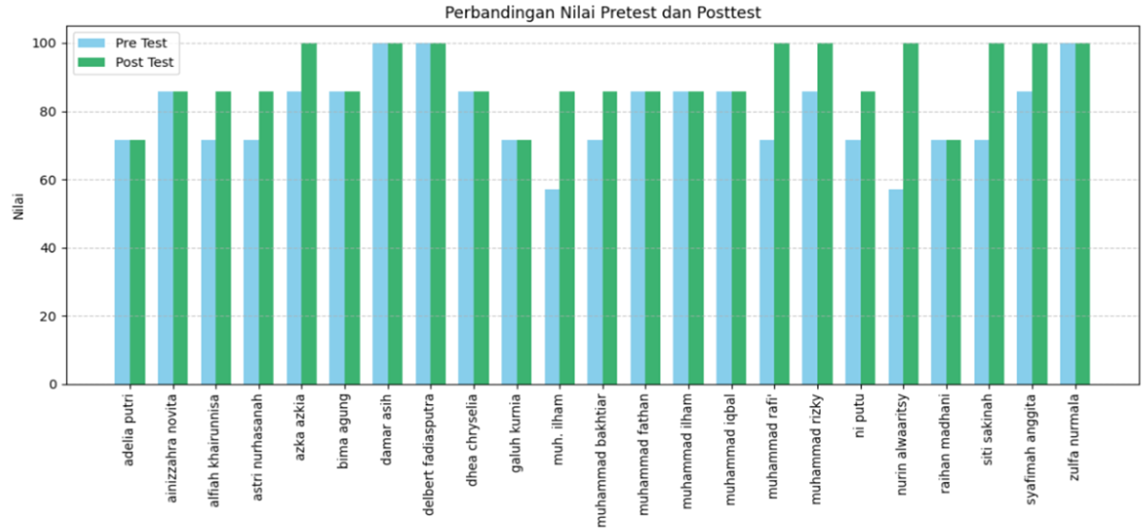 Perbandingan Nilai Pretest dan Posttest
Pre Test
Post Test
Nilai
100
80
60
40
20
0
adelia putri
ainizzahra novita
alfiah khairunnisa
astri nurhasanah
azka azkia
bima agung
damar asih
delbert fadiasputra
dhea chryselia
galuh kurnia
muh. ilham
muhammad bakhtiar
muhammad fathan
muhammad ilham
muhammad iqbal
muhammad rafi'
muhammad rizky
ni putu
nurin alwaaritsy
raihan madhani
siti sakinah
syafimah anggita
zulfa nurmala